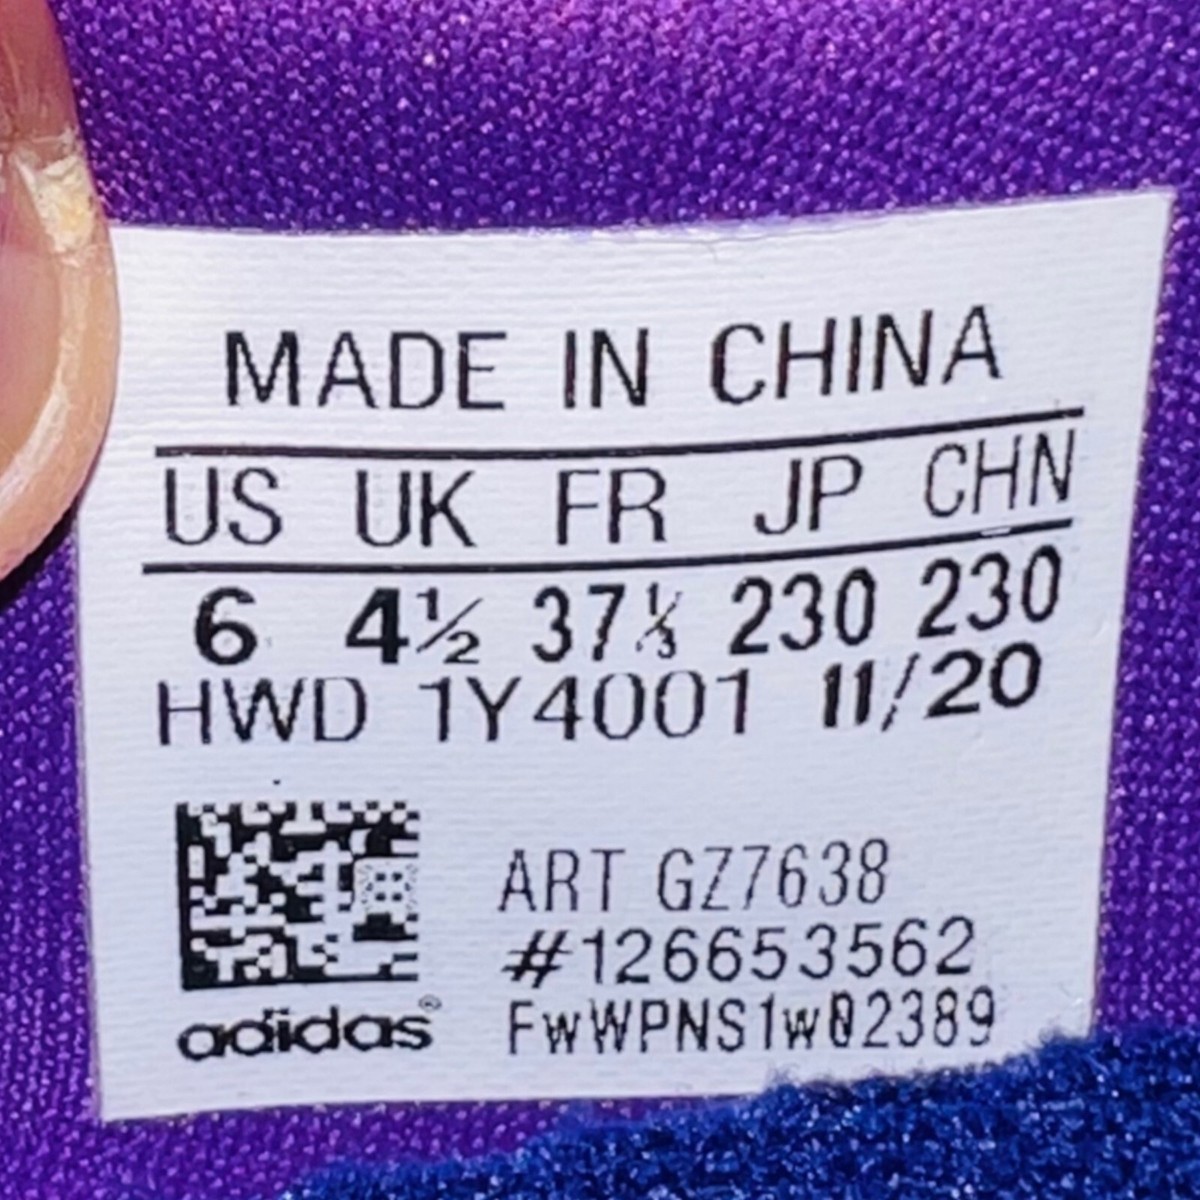 MADE IN CHINA
US UK FR JP CHN
6 4½ 37⅓ 230 230
HWD 1Y4001 11/20
ART GZ7638
#126653562
adidas®
FwWPNS1w02389